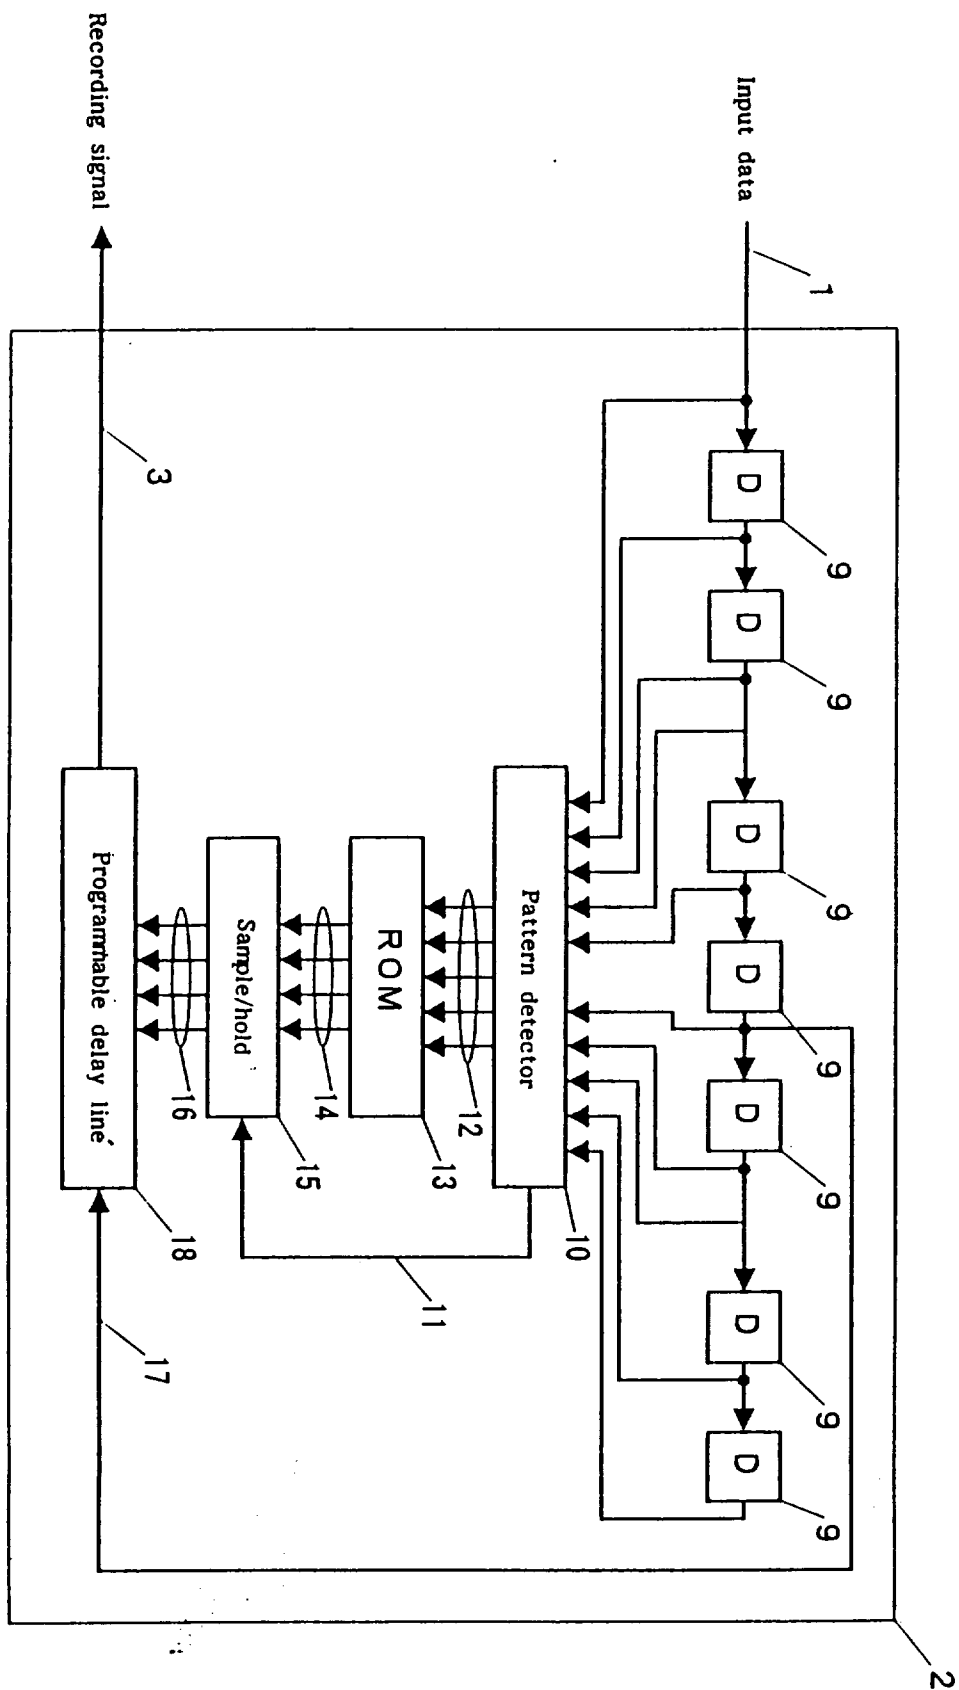 Input data
1
D
9
D
9
D
9
D
9
D
9
D
9
D
9
2
Pattern detector
10
12
11
ROM
13
14
Sample/hold
15
16
Programmable delay line
18
17
3
Recording signal